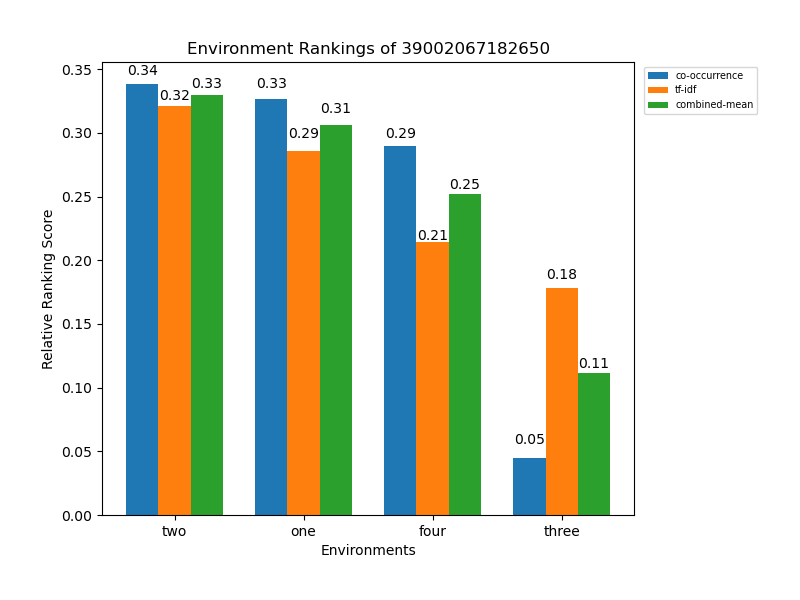 Environment Rankings of 39002067182650
co-occurrence
tf-idf
combined-mean
0.34
0.32
0.33
0.33
0.29
0.31
0.29
0.21
0.25
0.05
0.18
0.11
0.35
0.30
0.25
0.20
0.15
0.10
0.05
0.00
Relative Ranking Score
two
one
four
three
Environments